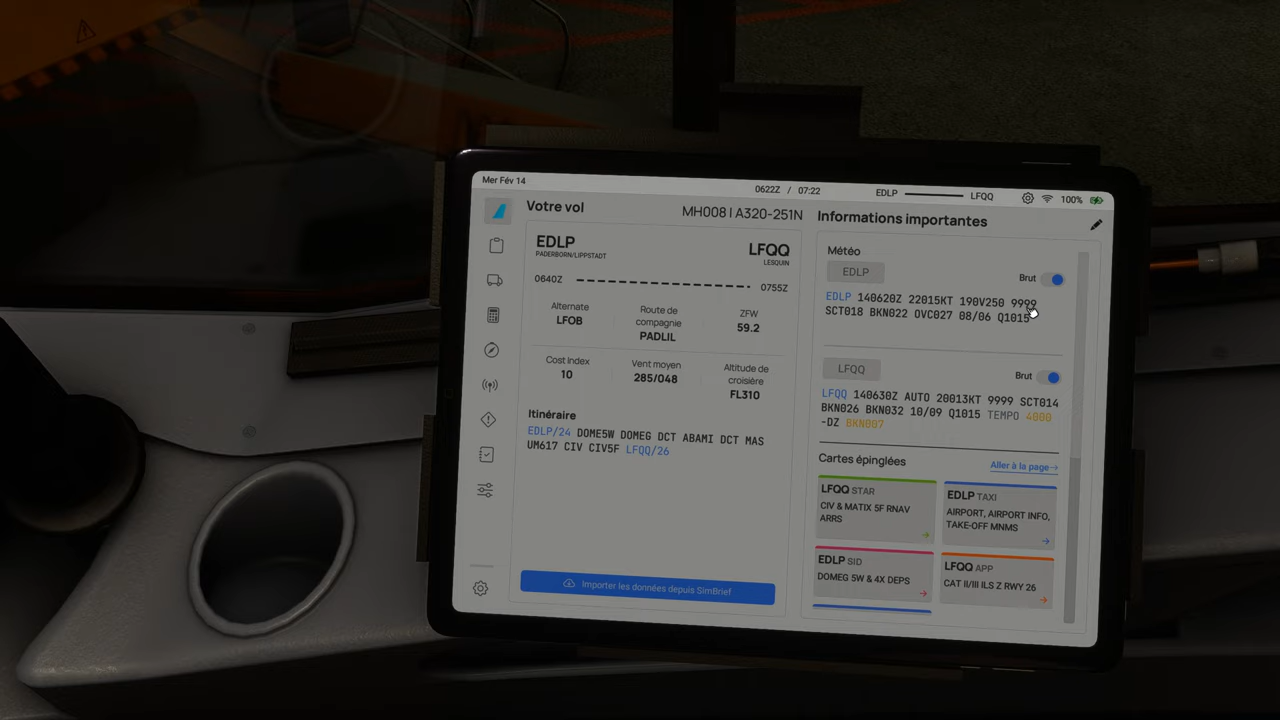 Mer Fév 14
0622Z / 07:22
EDLP
LFQQ
100%
Votre vol
MH008 | A320-251N
EDLP
PADERBORN/LIPPSTADT
LFQQ
LESQUIN
0640Z
0755Z
Alternate
LFOB
Route de
compagnie
PADLIL
ZFW
59.2
Cost Index
10
Vent moyen
285/048
Altitude de
croisière
FL310
Itinéraire
EDLP/24 DOME5W DOMEG DCT ABAMI DCT MAS
UM617 CIV CIV5F LFQQ/26
Importer les données depuis SimBrief
Informations importantes
Météo
EDLP
Brut
EDLP 140620Z 22015KT 190V250 9999
SCT018 BKN022 OVC027 08/06 Q1015
LFQQ
Brut
LFQQ 140630Z AUTO 20013KT 9999 SCT014
BKN026 BKN032 10/09 Q1015 TEMPO 4000
-DZ BKN007
Cartes épinglées
Aller à la page→
LFQQ STAR
CIV & MATIX 5F RNAV
ARRS
EDLP TAXI
AIRPORT, AIRPORT INFO,
TAKE-OFF MNMS
EDLP SID
DOMEG 5W & 4X DEPS
LFQQ APP
CAT II/III ILS Z RWY 26